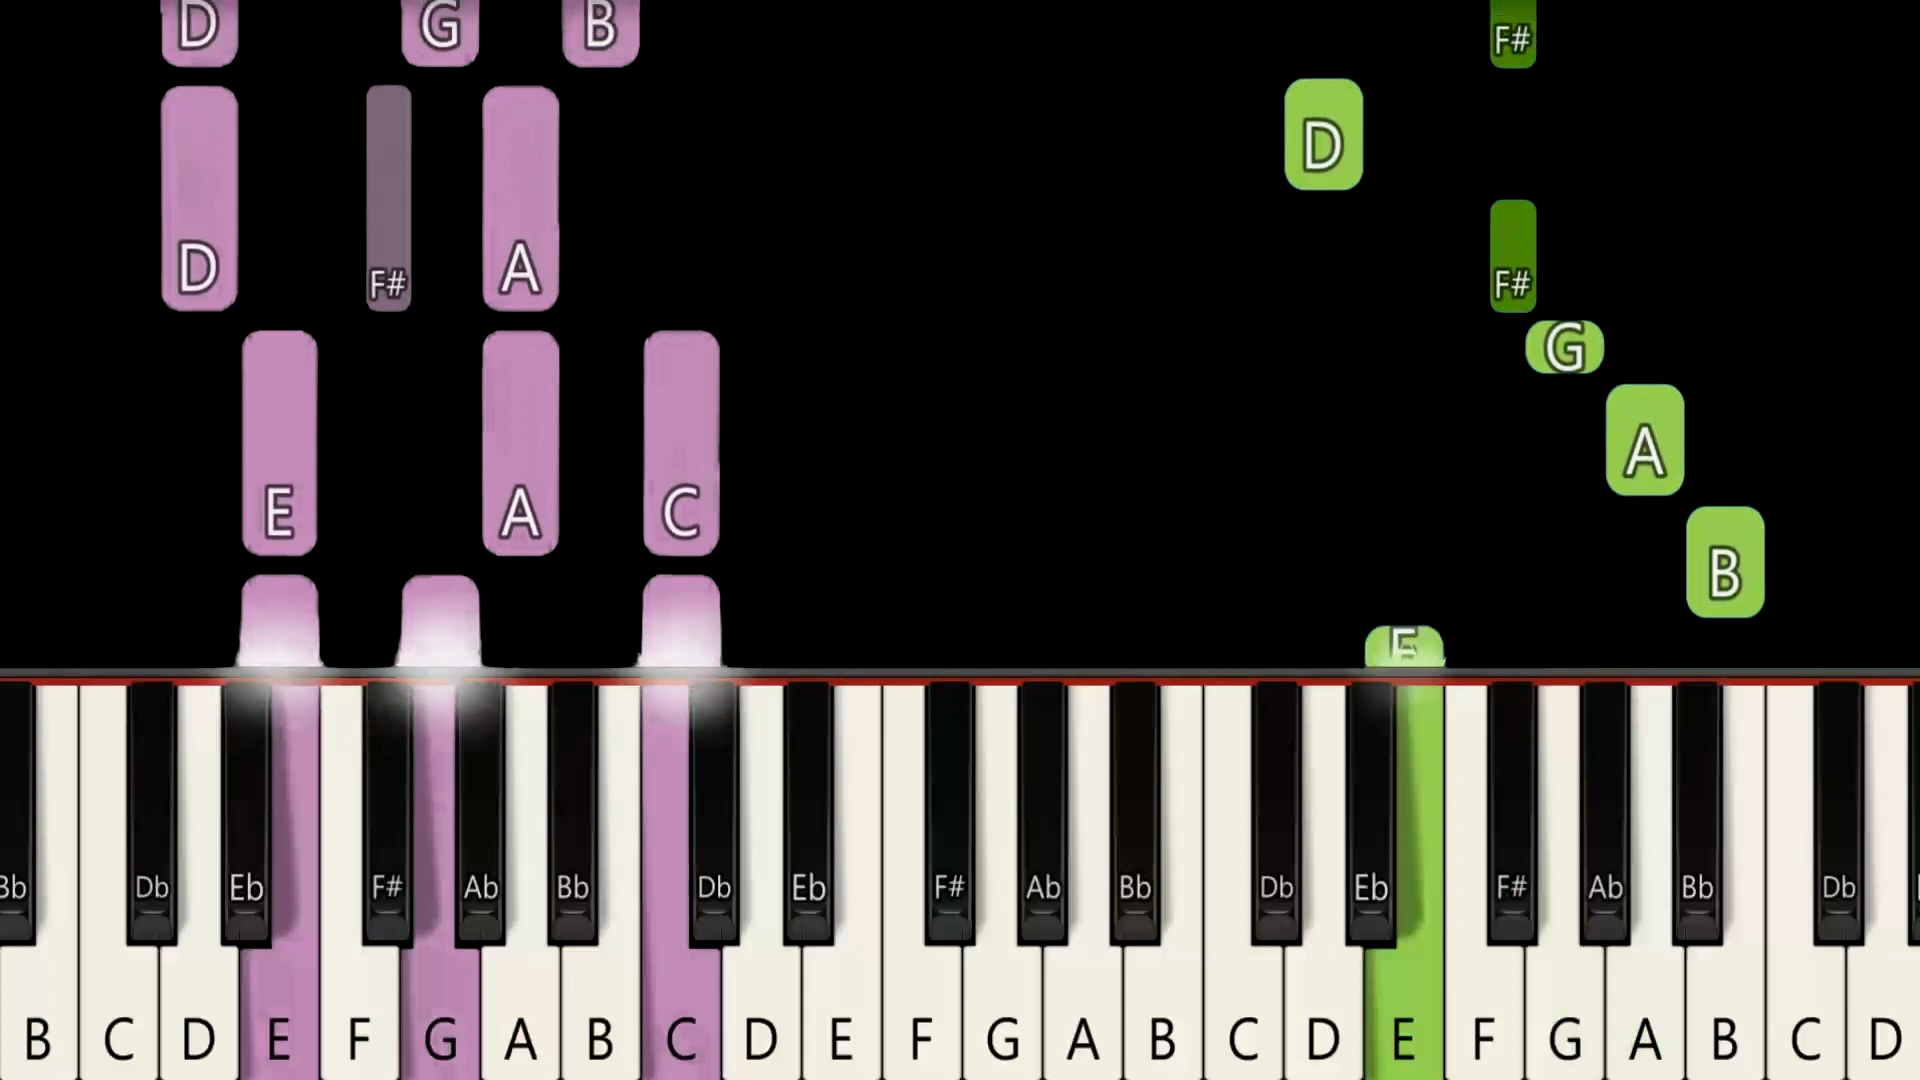 D G B F#
D
D F# A F#
G
A
E A C
B
E
Bb Db Eb F# Ab Bb Db Eb F# Ab Bb Db Eb F# Ab Bb Db
B C D E F G A B C D E F G A B C D E F G A B C D